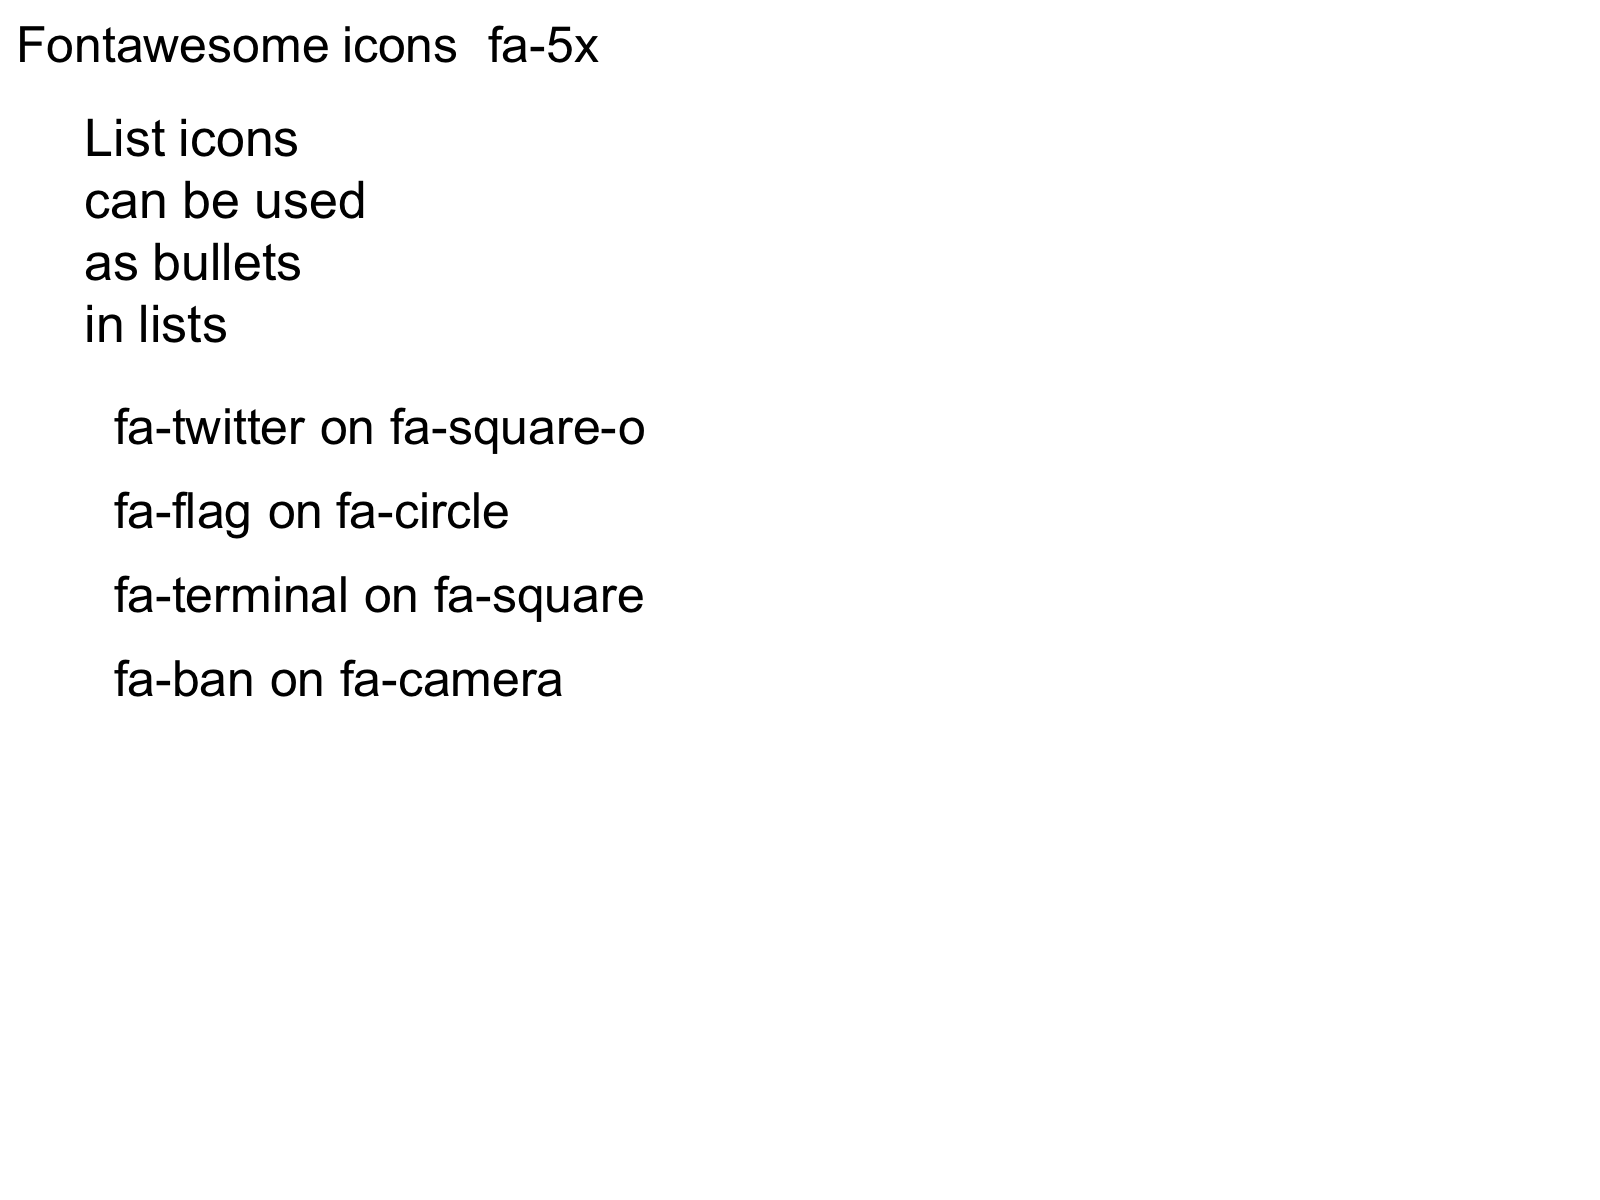 Fontawesome icons  fa-5x
List icons
can be used
as bullets
in lists
fa-twitter on fa-square-o
fa-flag on fa-circle
fa-terminal on fa-square
fa-ban on fa-camera